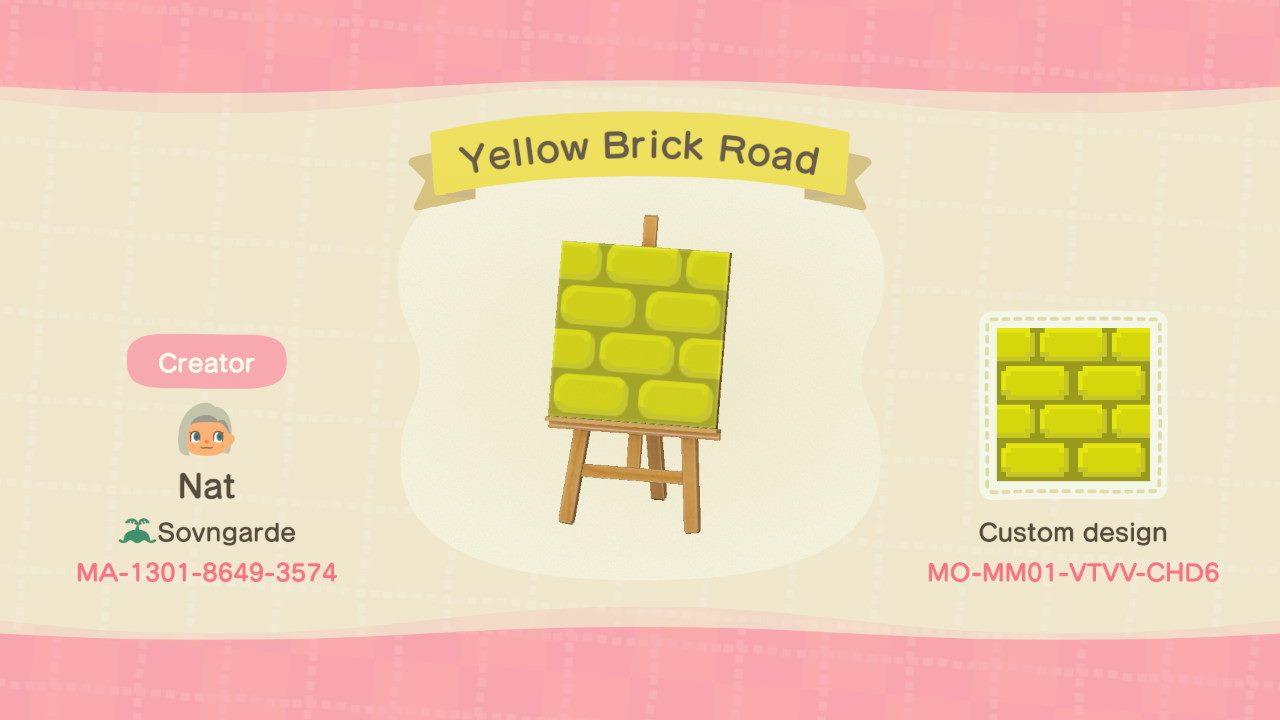 Yellow Brick Road
Creator
Nat
Sovngarde
MA-1301-8649-3574
Custom design
MO-MM01-VTVV-CHD6